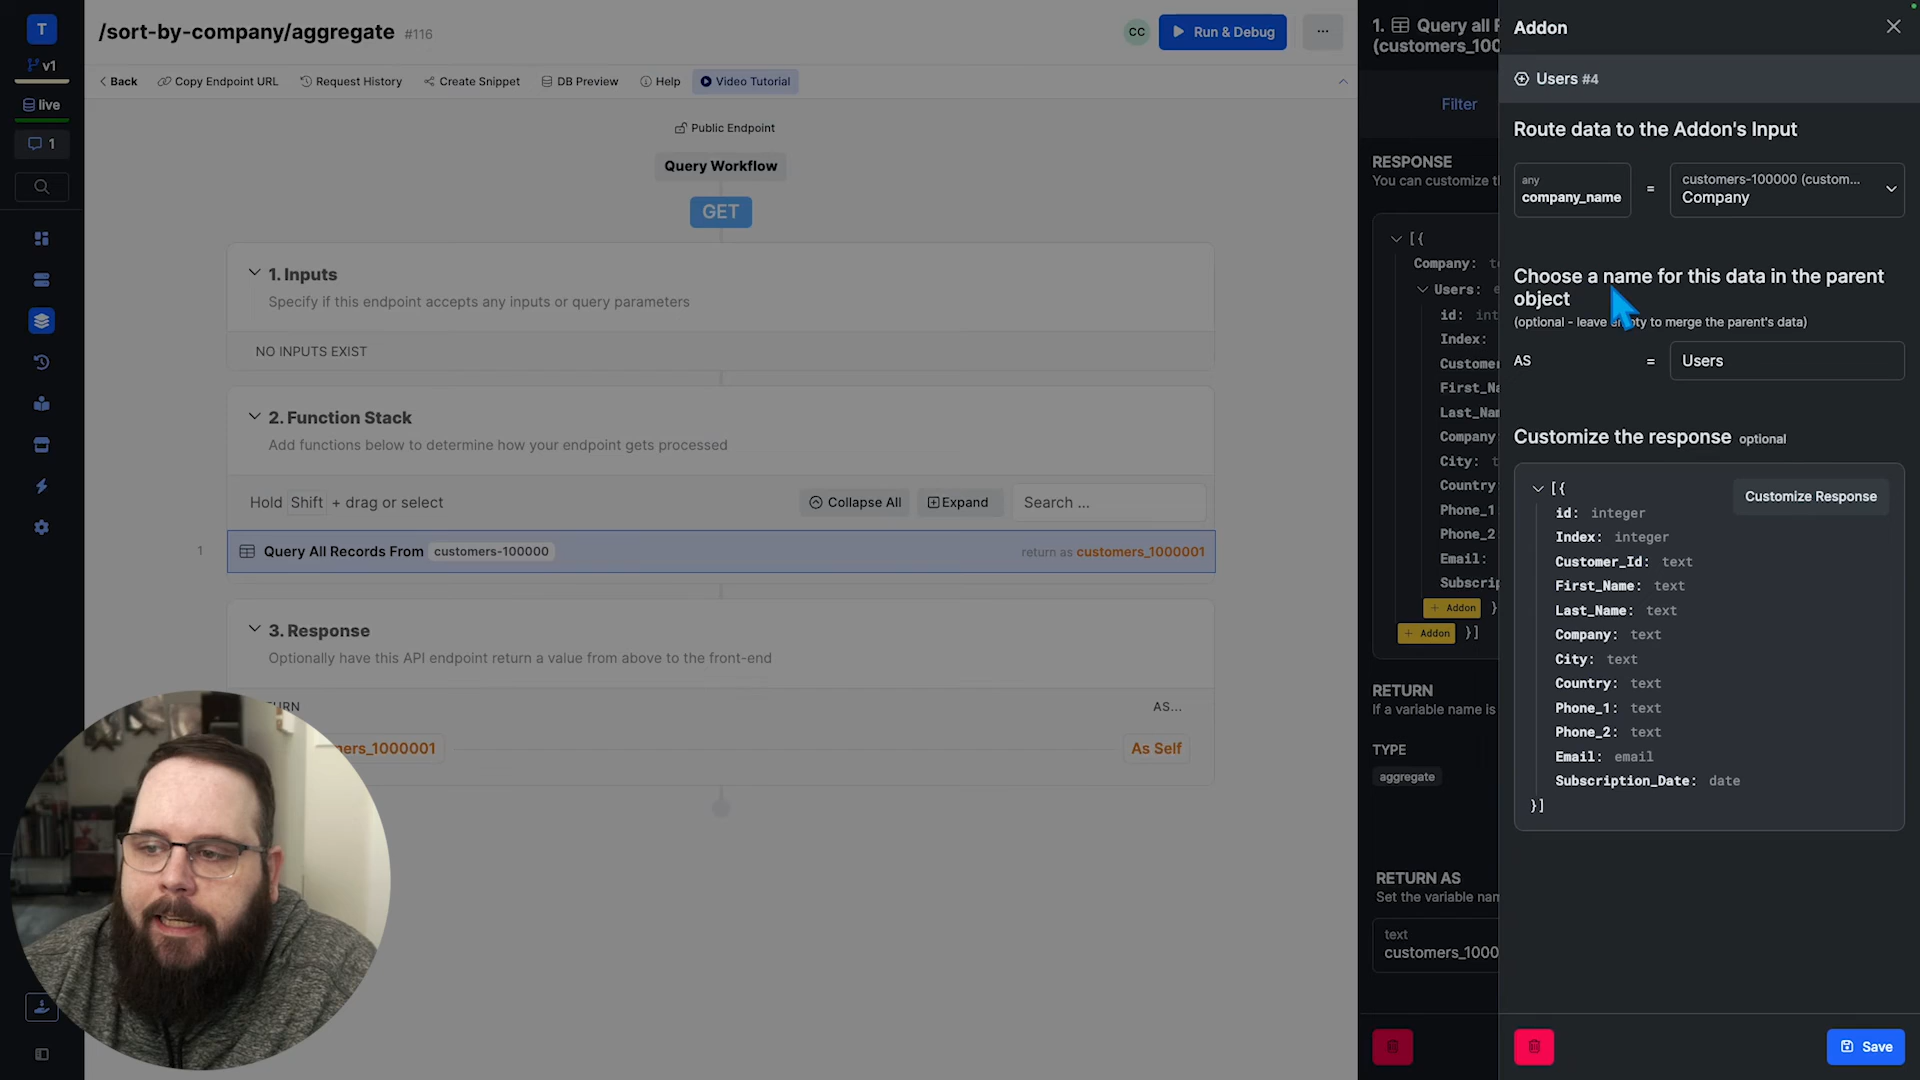 T
v1
live
1
/sort-by-company/aggregate #116
CC
Run & Debug
...
Back
Copy Endpoint URL
Request History
Create Snippet
DB Preview
Help
Video Tutorial
Public Endpoint
Query Workflow
GET
1. Inputs
Specify if this endpoint accepts any inputs or query parameters
NO INPUTS EXIST
2. Function Stack
Add functions below to determine how your endpoint gets processed
Hold Shift + drag or select
Collapse All
Expand
Search ...
1
Query All Records From customers-100000
return as customers_1000001
3. Response
Optionally have this API endpoint return a value from above to the front-end
AS...
As Self
1. Query all
(customers_100
Filter
RESPONSE
You can customize
[{
Company:
Users:
id: int
Index:
Custome
First_Na
Last_Nam
Company
City:
Country
Phone_1
Phone_2
Email:
Subscrip
+ Addon }
+ Addon }]
RETURN
If a variable name is
TYPE
aggregate
RETURN AS
Set the variable nam
text
customers_100
Addon
Users #4
Route data to the Addon's Input
any
company_name
=
customers-100000 (custom...
Company
Choose a name for this data in the parent
object
(optional - leave empty to merge the parent's data)
AS = Users
Customize the response optional
[{
Customize Response
id: integer
Index: integer
Customer_Id: text
First_Name: text
Last_Name: text
Company: text
City: text
Country: text
Phone_1: text
Phone_2: text
Email: email
Subscription_Date: date
}]
Save